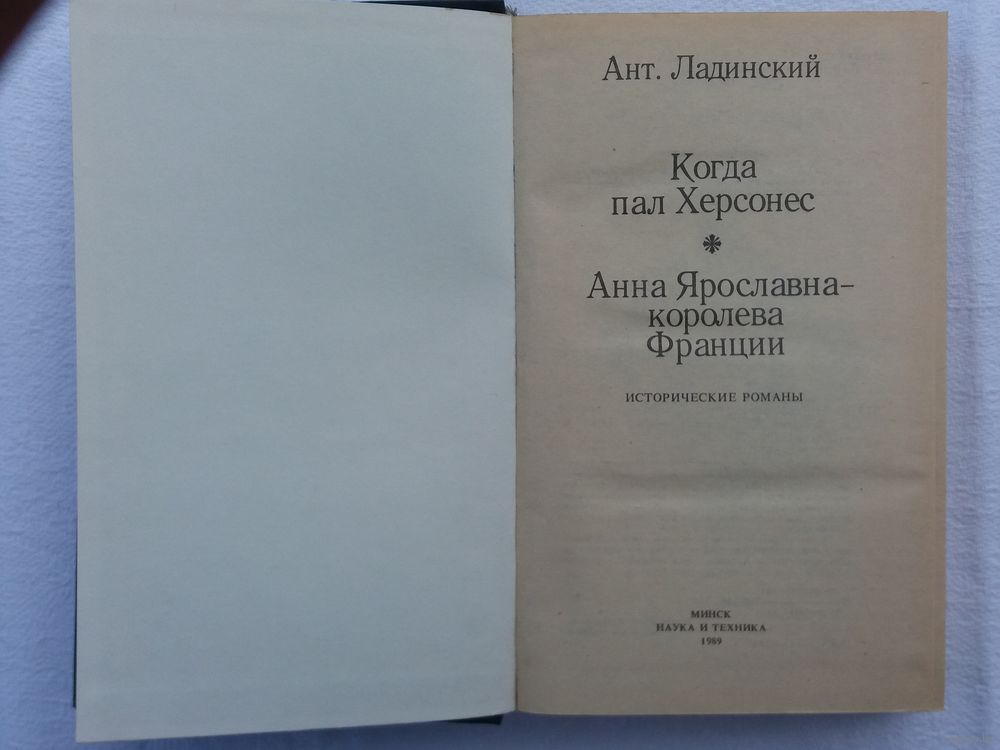 Ант. Ладинский
Когда
пал Херсонес
Анна Ярославна–
королева
Франции
ИСТОРИЧЕСКИЕ РОМАНЫ
МИНСК
НАУКА И ТЕХНИКА
1989